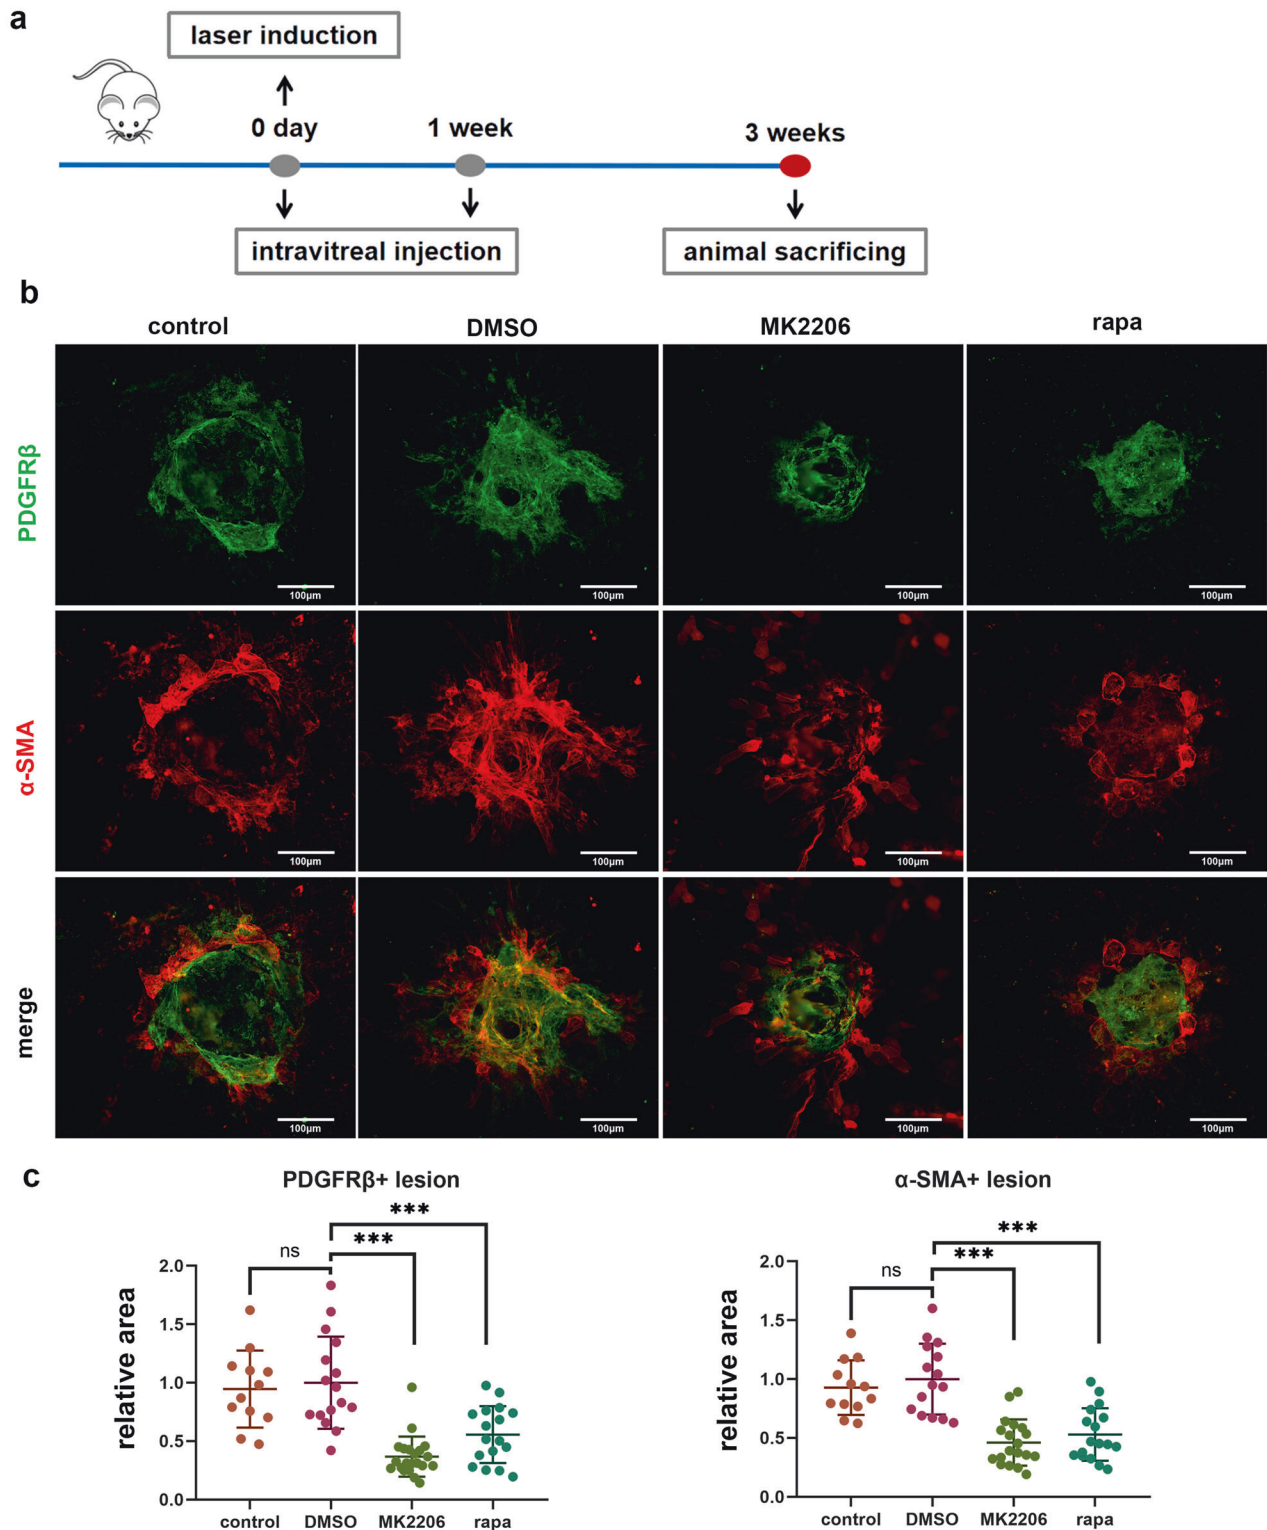 a
laser induction
0 day
1 week
3 weeks
intravitreal injection
animal sacrificing
b
control
DMSO
MK2206
rapa
PDGFRβ
100µm
100µm
100µm
100µm
α-SMA
100µm
100µm
100µm
100µm
merge
100µm
100µm
100µm
100µm
c
PDGFRβ+ lesion
***
***
ns
relative area
2.0
1.5
1.0
0.5
0.0
control
DMSO
MK2206
rapa
α-SMA+ lesion
***
***
ns
relative area
2.0
1.5
1.0
0.5
0.0
control
DMSO
MK2206
rapa